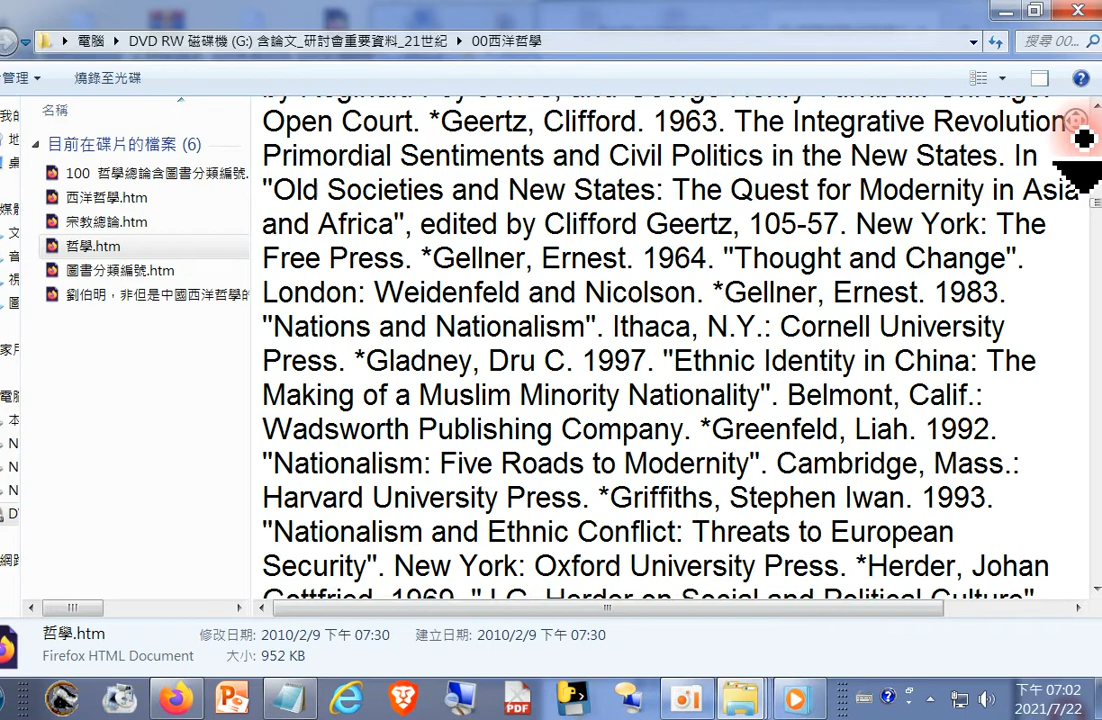 電腦 DVD RW 磁碟機 (G:) 含論文_研討會重要資料_21世紀 00西洋哲學
搜尋 00...
管理 燒錄至光碟
名稱
目前在碟片的檔案 (6)
100 哲學總論含圖書分類編號.
西洋哲學.htm
宗教總論.htm
哲學.htm
圖書分類編號.htm
劉伯明，非但是中國西洋哲學的
Open Court. *Geertz, Clifford. 1963. The Integrative Revolution
Primordial Sentiments and Civil Politics in the New States. In
"Old Societies and New States: The Quest for Modernity in Asia
and Africa", edited by Clifford Geertz, 105-57. New York: The
Free Press. *Gellner, Ernest. 1964. "Thought and Change".
London: Weidenfeld and Nicolson. *Gellner, Ernest. 1983.
"Nations and Nationalism". Ithaca, N.Y.: Cornell University
Press. *Gladney, Dru C. 1997. "Ethnic Identity in China: The
Making of a Muslim Minority Nationality". Belmont, Calif.:
Wadsworth Publishing Company. *Greenfeld, Liah. 1992.
"Nationalism: Five Roads to Modernity". Cambridge, Mass.:
Harvard University Press. *Griffiths, Stephen Iwan. 1993.
"Nationalism and Ethnic Conflict: Threats to European
Security". New York: Oxford University Press. *Herder, Johan
Gottfried. 1969. "J.G. Herder on Social and Political Culture"
哲學.htm 修改日期: 2010/2/9 下午 07:30 建立日期: 2010/2/9 下午 07:30
Firefox HTML Document 大小: 952 KB
PDF
下午 07:02
2021/7/22